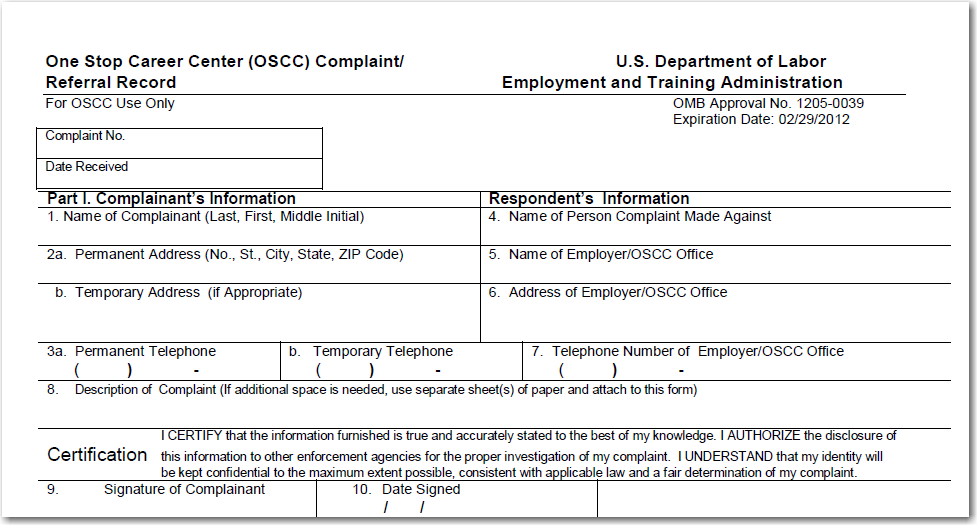 One Stop Career Center (OSCC) Complaint/
Referral Record
U.S. Department of Labor
Employment and Training Administration
For OSCC Use Only
OMB Approval No. 1205-0039
Expiration Date: 02/29/2012
Complaint No.
Date Received
Part I. Complainant's Information
Respondent's Information
1. Name of Complainant (Last, First, Middle Initial)
4. Name of Person Complaint Made Against
2a. Permanent Address (No., St., City, State, ZIP Code)
5. Name of Employer/OSCC Office
b. Temporary Address (if Appropriate)
6. Address of Employer/OSCC Office
3a. Permanent Telephone
( ) -
b. Temporary Telephone
( ) -
7. Telephone Number of Employer/OSCC Office
( ) -
8. Description of Complaint (If additional space is needed, use separate sheet(s) of paper and attach to this form)
Certification
I CERTIFY that the information furnished is true and accurately stated to the best of my knowledge. I AUTHORIZE the disclosure of
this information to other enforcement agencies for the proper investigation of my complaint. I UNDERSTAND that my identity will
be kept confidential to the maximum extent possible, consistent with applicable law and a fair determination of my complaint.
9. Signature of Complainant
10. Date Signed
/ /